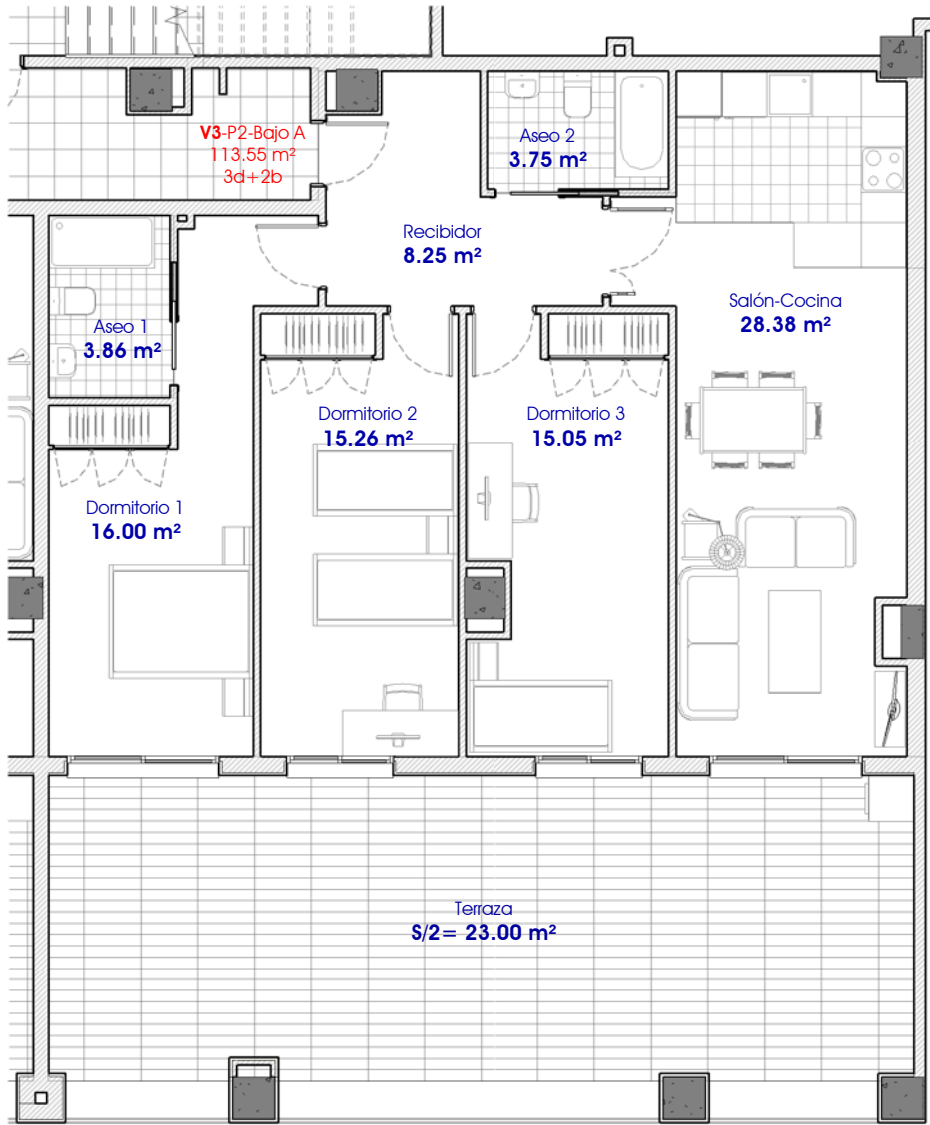 V3-P2-Bajo A
113.55 m²
3d+2b
Aseo 2
3.75 m²
Recibidor
8.25 m²
Salón-Cocina
28.38 m²
Aseo 1
3.86 m²
Dormitorio 2
15.26 m²
Dormitorio 3
15.05 m²
Dormitorio 1
16.00 m²
Terraza
S/2= 23.00 m²